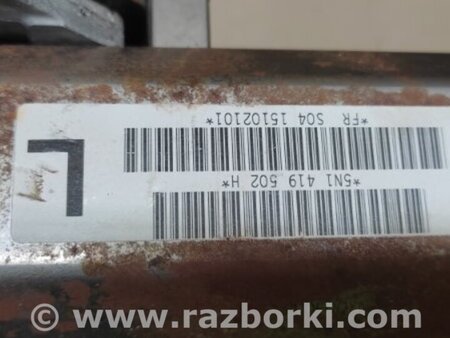 L
*FR S04 15102101*
*5N1 419 502 H*
© www.razborki.com